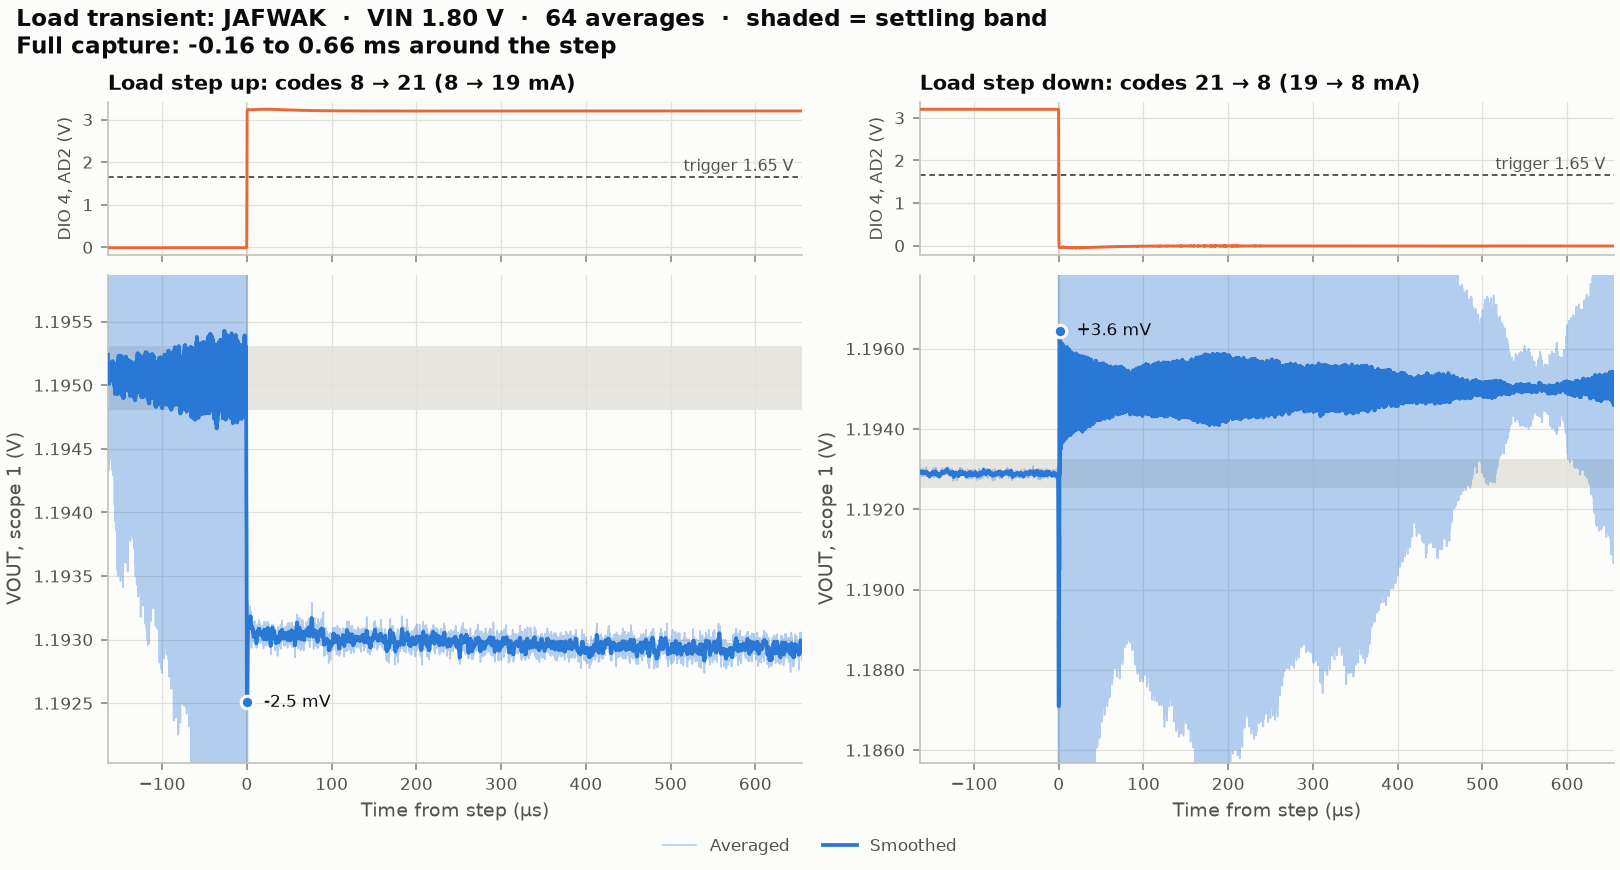 Load transient: JAFWAK · VIN 1.80 V · 64 averages · shaded = settling band
Full capture: -0.16 to 0.66 ms around the step
Load step up: codes 8 → 21 (8 → 19 mA)
DIO 4, AD2 (V)
3
2
1
0
trigger 1.65 V
VOUT, scope 1 (V)
1.1955
1.1950
1.1945
1.1940
1.1935
1.1930
1.1925
-2.5 mV
−100 0 100 200 300 400 500 600
Time from step (µs)
Load step down: codes 21 → 8 (19 → 8 mA)
DIO 4, AD2 (V)
3
2
1
0
trigger 1.65 V
VOUT, scope 1 (V)
1.1960
1.1940
1.1920
1.1900
1.1880
1.1860
+3.6 mV
−100 0 100 200 300 400 500 600
Time from step (µs)
Averaged Smoothed